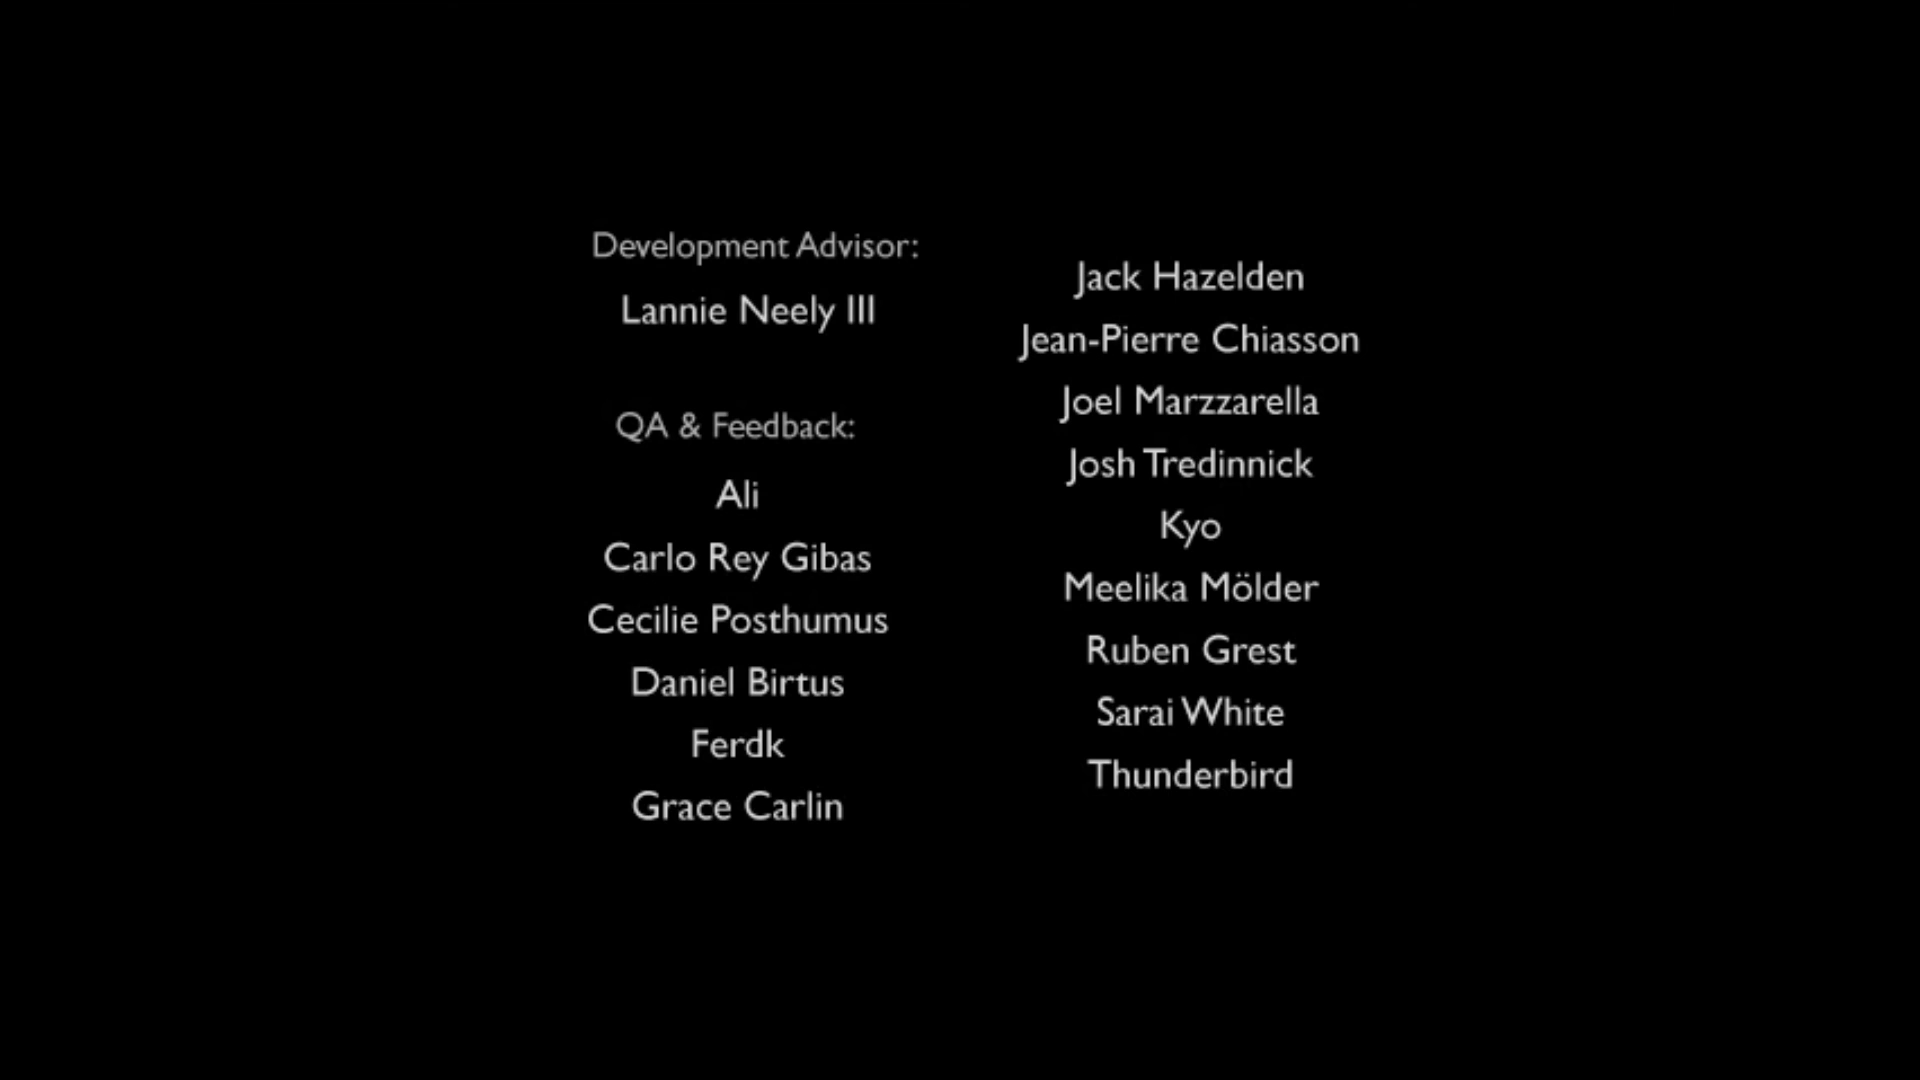 Development Advisor:
Lannie Neely III
QA & Feedback:
Ali
Carlo Rey Gibas
Cecilie Posthumus
Daniel Birtus
Ferdk
Grace Carlin
Jack Hazelden
Jean-Pierre Chiasson
Joel Marzzarella
Josh Tredinnick
Kyo
Meelika Mölder
Ruben Grest
Sarai White
Thunderbird